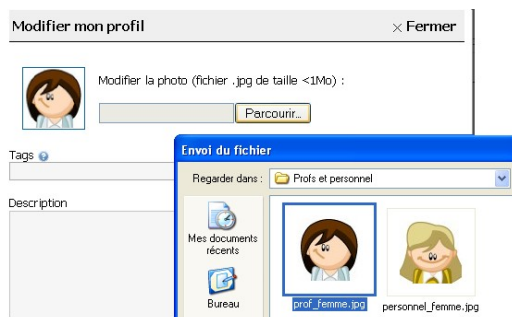 Modifier mon profil
× Fermer
Modifier la photo (fichier .jpg de taille <1Mo) :
Parcourir...
Tags
Description
Envoi du fichier
Regarder dans :
Profs et personnel
Mes documents
récents
Bureau
prof_femme.jpg
personnel_femme.jpg